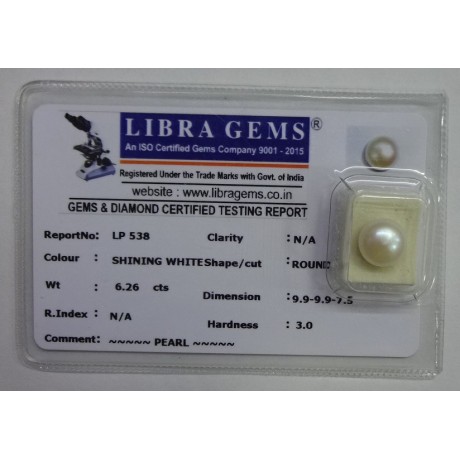 LIBRA GEMS®
An ISO Certified Gems Company 9001 - 2015
Registered Under the Trade Marks with Govt. of India
website : www.libragems.co.in
GEMS & DIAMOND CERTIFIED TESTING REPORT
ReportNo: LP 538 Clarity : N/A
Colour : SHINING WHITE Shape/cut : ROUND
Wt : 6.26 cts Dimension : 9.9-9.9-7.5
R.Index : N/A Hardness : 3.0
Comment: ~~~~~ PEARL ~~~~~